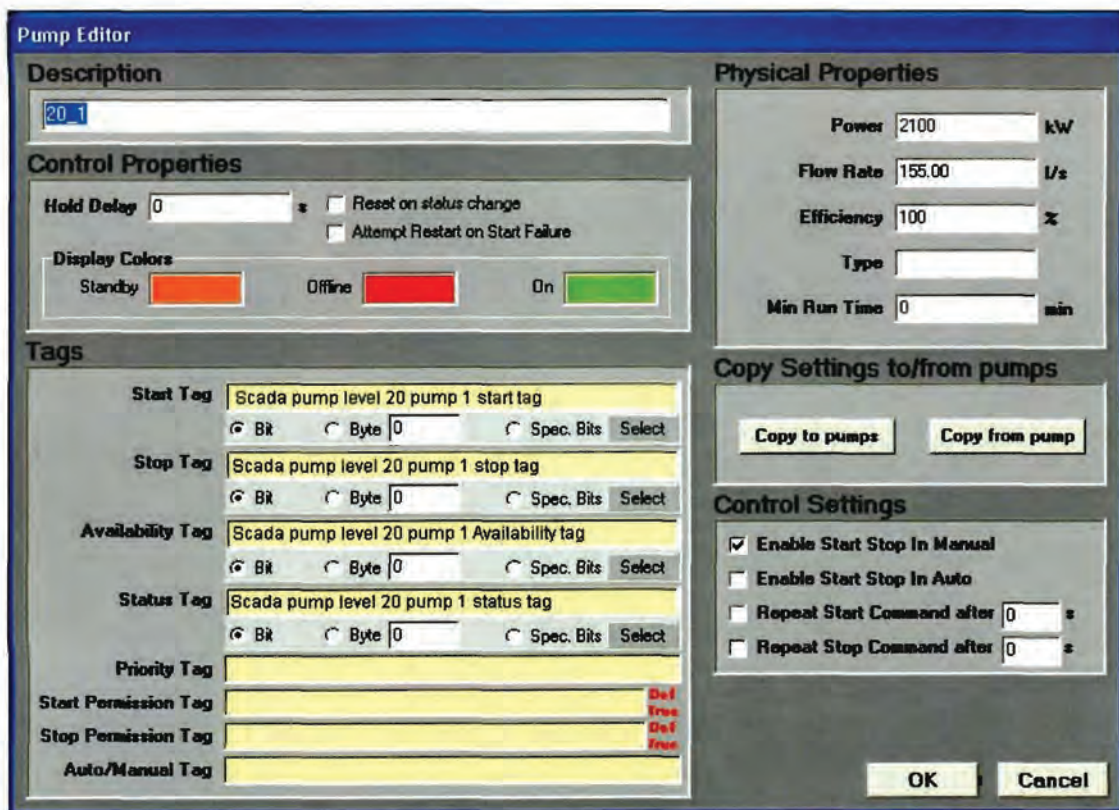 Pump Editor
Description
20_1
Control Properties
Hold Delay 0 s Reset on status change
Attempt Restart on Start Failure
Display Colors
Standby Offline On
Tags
Start Tag Scada pump level 20 pump 1 start tag
Bit Byte 0 Spec. Bits Select
Stop Tag Scada pump level 20 pump 1 stop tag
Bit Byte 0 Spec. Bits Select
Availability Tag Scada pump level 20 pump 1 Availability tag
Bit Byte 0 Spec. Bits Select
Status Tag Scada pump level 20 pump 1 status tag
Bit Byte 0 Spec. Bits Select
Priority Tag
Start Permission Tag Def
True
Stop Permission Tag Def
True
Auto/Manual Tag
Physical Properties
Power 2100 kW
Flow Rate 155.00 l/s
Efficiency 100 %
Type
Min Run Time 0 min
Copy Settings to/from pumps
Copy to pumps Copy from pump
Control Settings
Enable Start Stop In Manual
Enable Start Stop In Auto
Repeat Start Command after 0 s
Repeat Stop Command after 0 s
OK Cancel